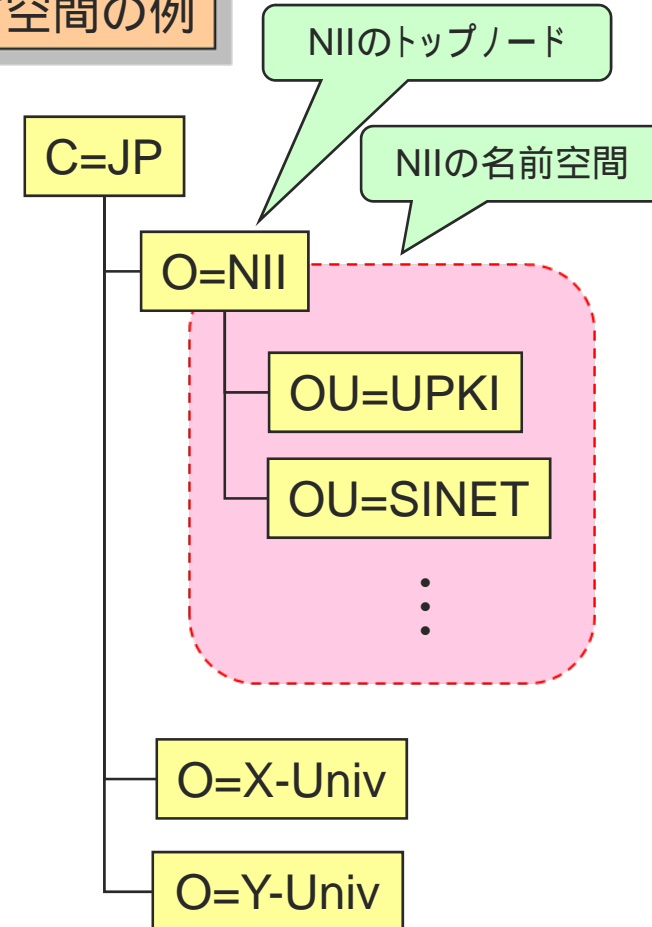 空間の例
NIIのトップノード
C=JP
NIIの名前空間
O=NII
OU=UPKI
OU=SINET
O=X-Univ
O=Y-Univ